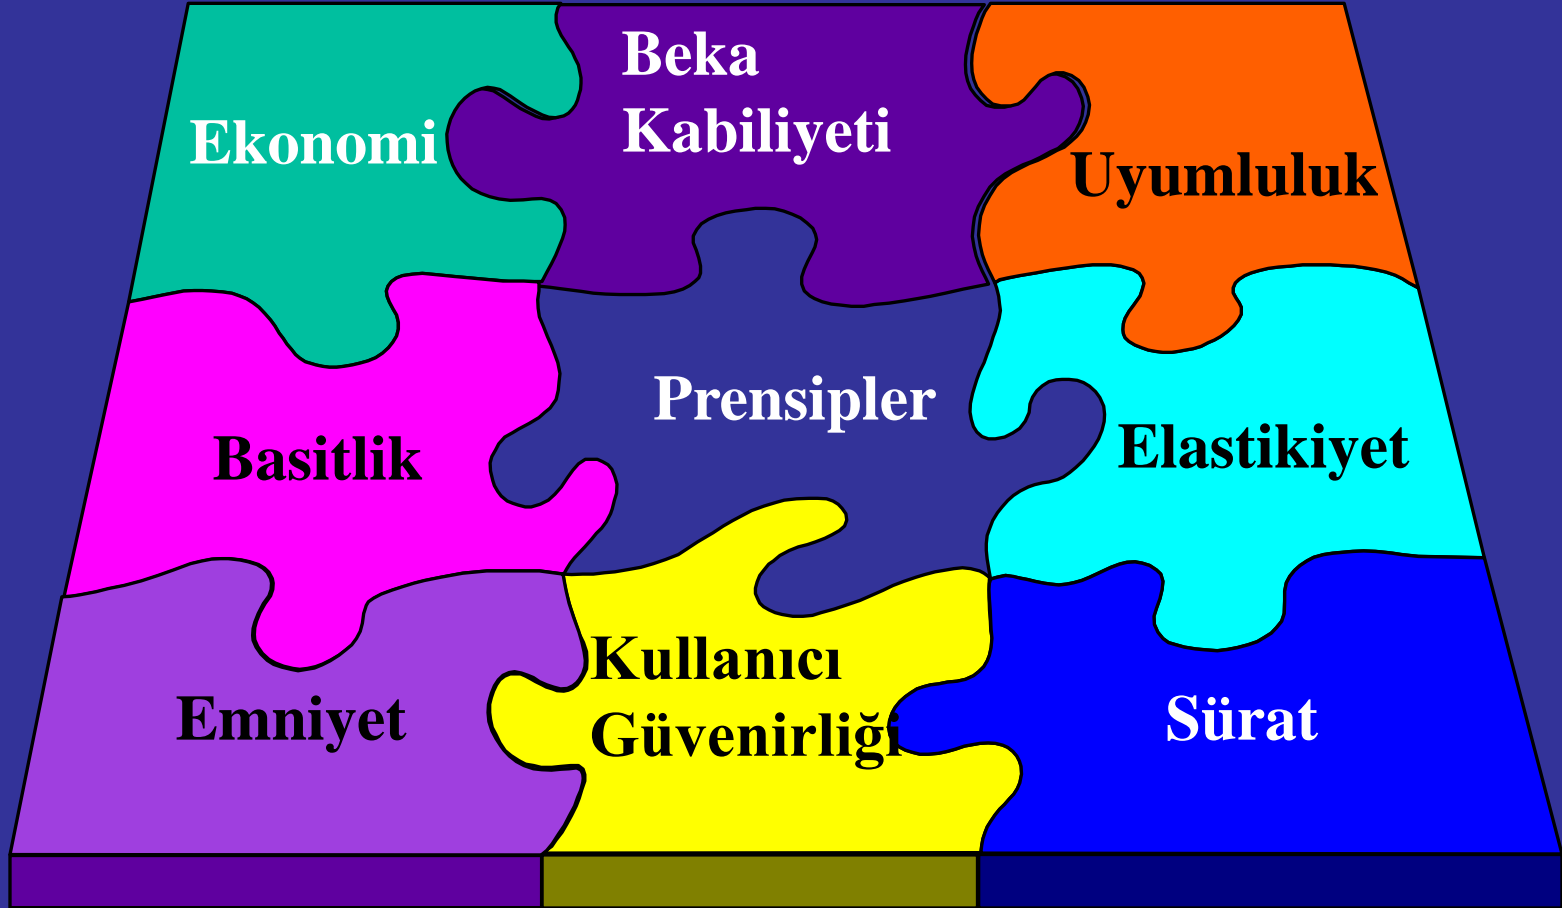 Ekonomi
Beka
Kabiliyeti
Uyumluluk
Basitlik
Prensipler
Elastikiyet
Emniyet
Kullanıcı
Güvenirliği
Sürat